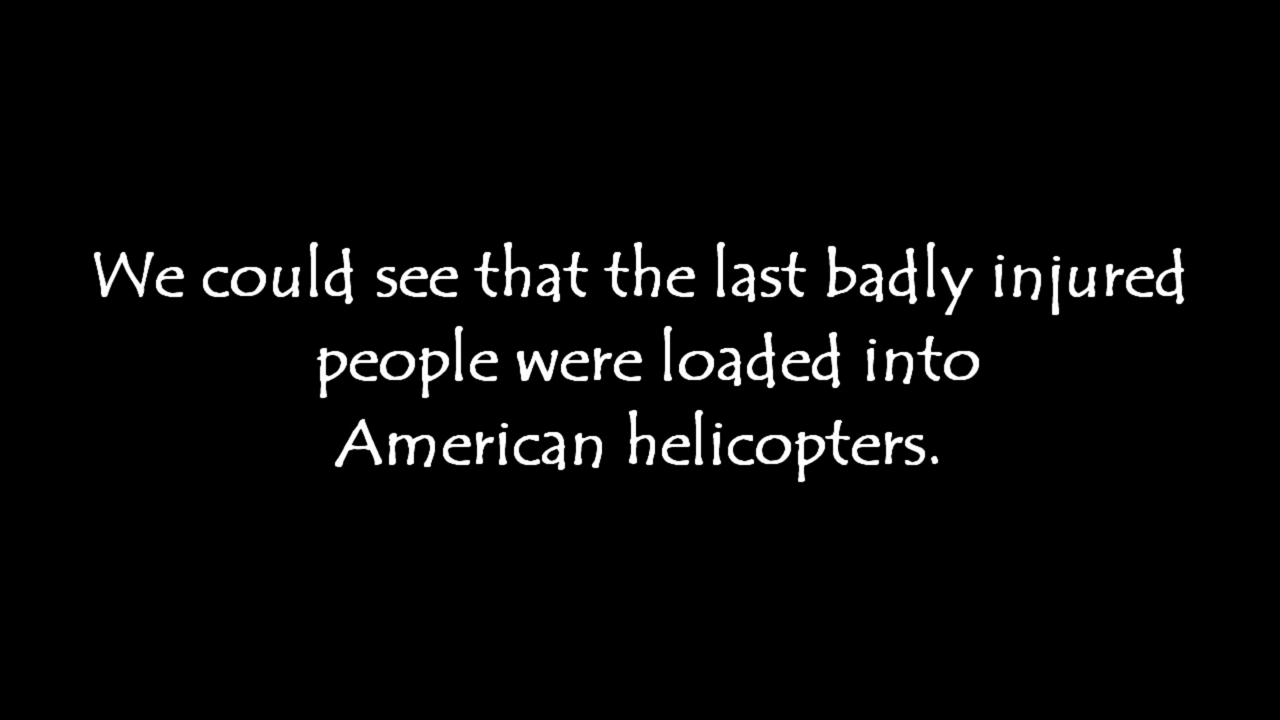 We could see that the last badly injured
people were loaded into
American helicopters.